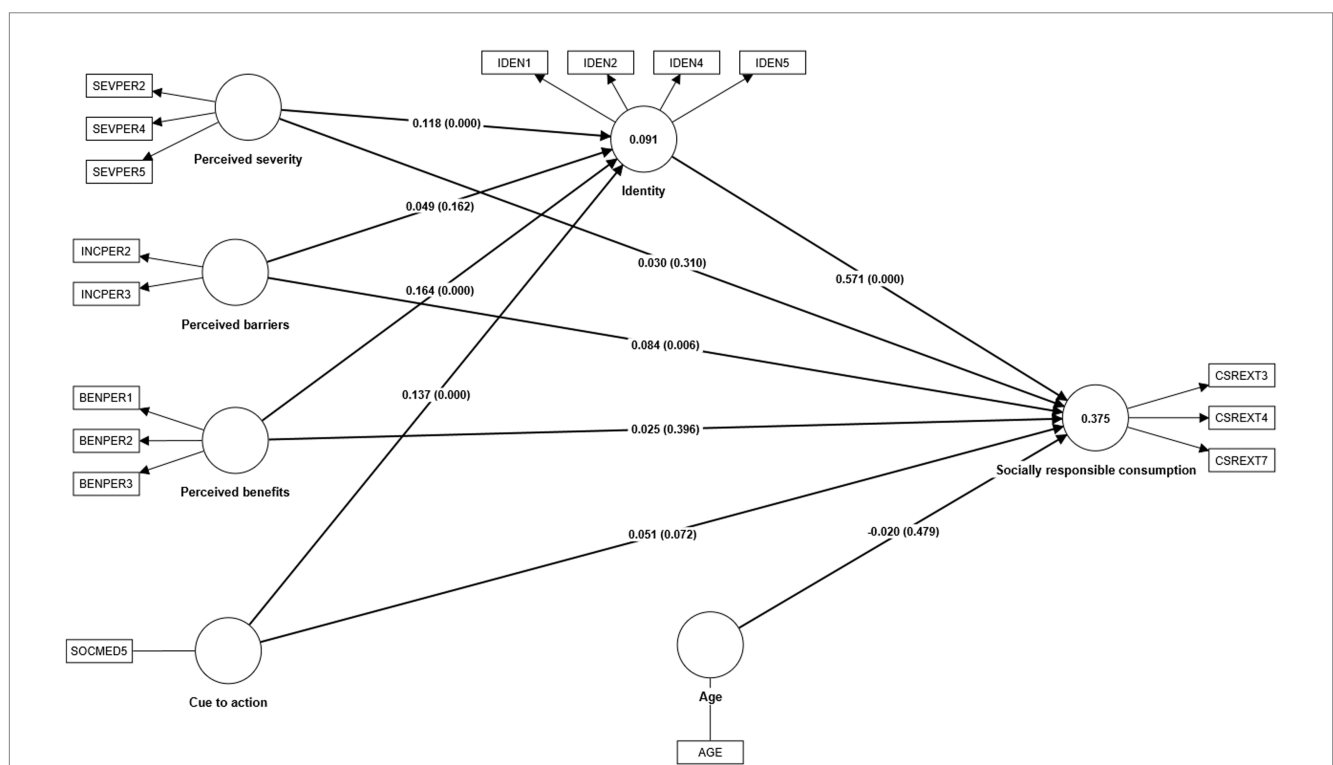 IDEN1
IDEN2
IDEN4
IDEN5
SEVPER2
SEVPER4
SEVPER5
Perceived severity
0.118 (0.000)
0.091
Identity
0.049 (0.162)
INCPER2
INCPER3
Perceived barriers
0.030 (0.310)
0.571 (0.000)
0.164 (0.000)
0.084 (0.006)
0.137 (0.000)
BENPER1
BENPER2
BENPER3
Perceived benefits
0.025 (0.396)
0.375
CSREXT3
CSREXT4
CSREXT7
Socially responsible consumption
0.051 (0.072)
-0.020 (0.479)
SOCMED5
Cue to action
Age
AGE